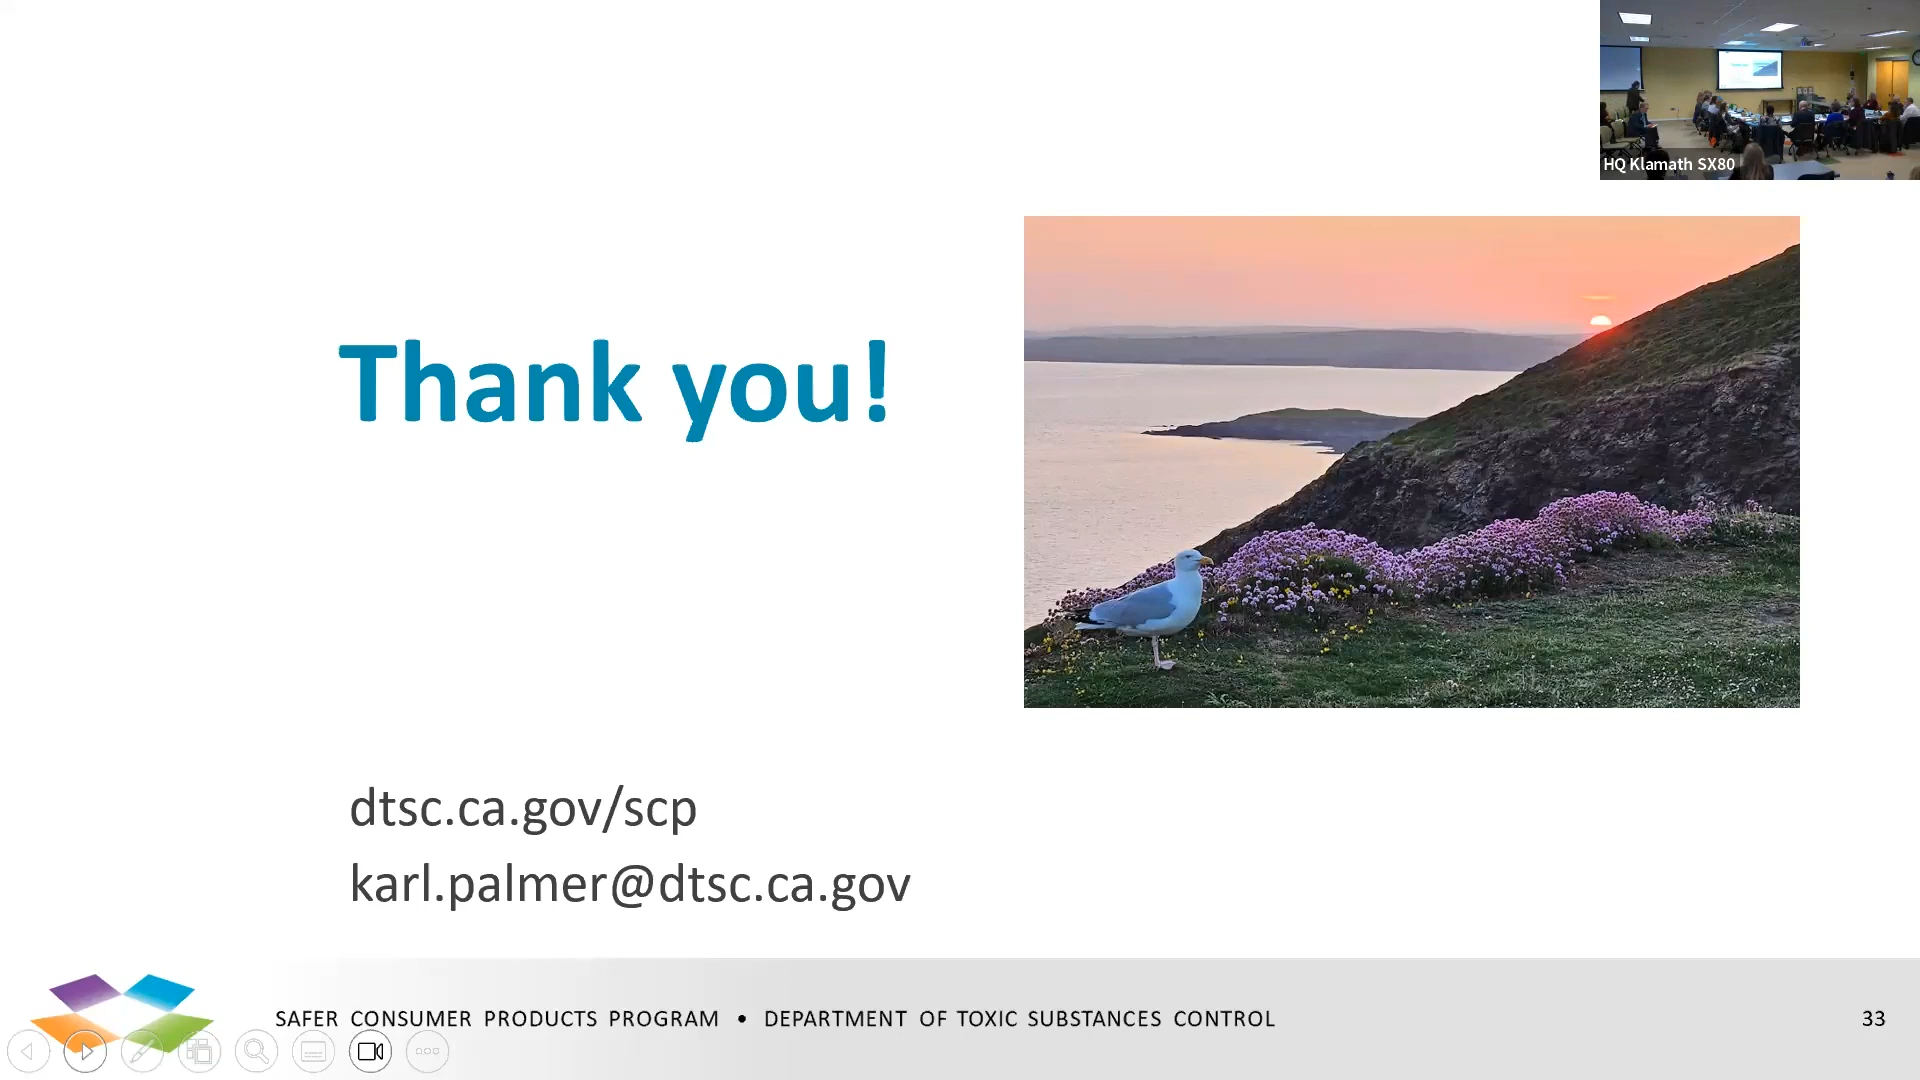 HQ Klamath SX80
Thank you!
dtsc.ca.gov/scp
karl.palmer@dtsc.ca.gov
SAFER CONSUMER PRODUCTS PROGRAM • DEPARTMENT OF TOXIC SUBSTANCES CONTROL
33